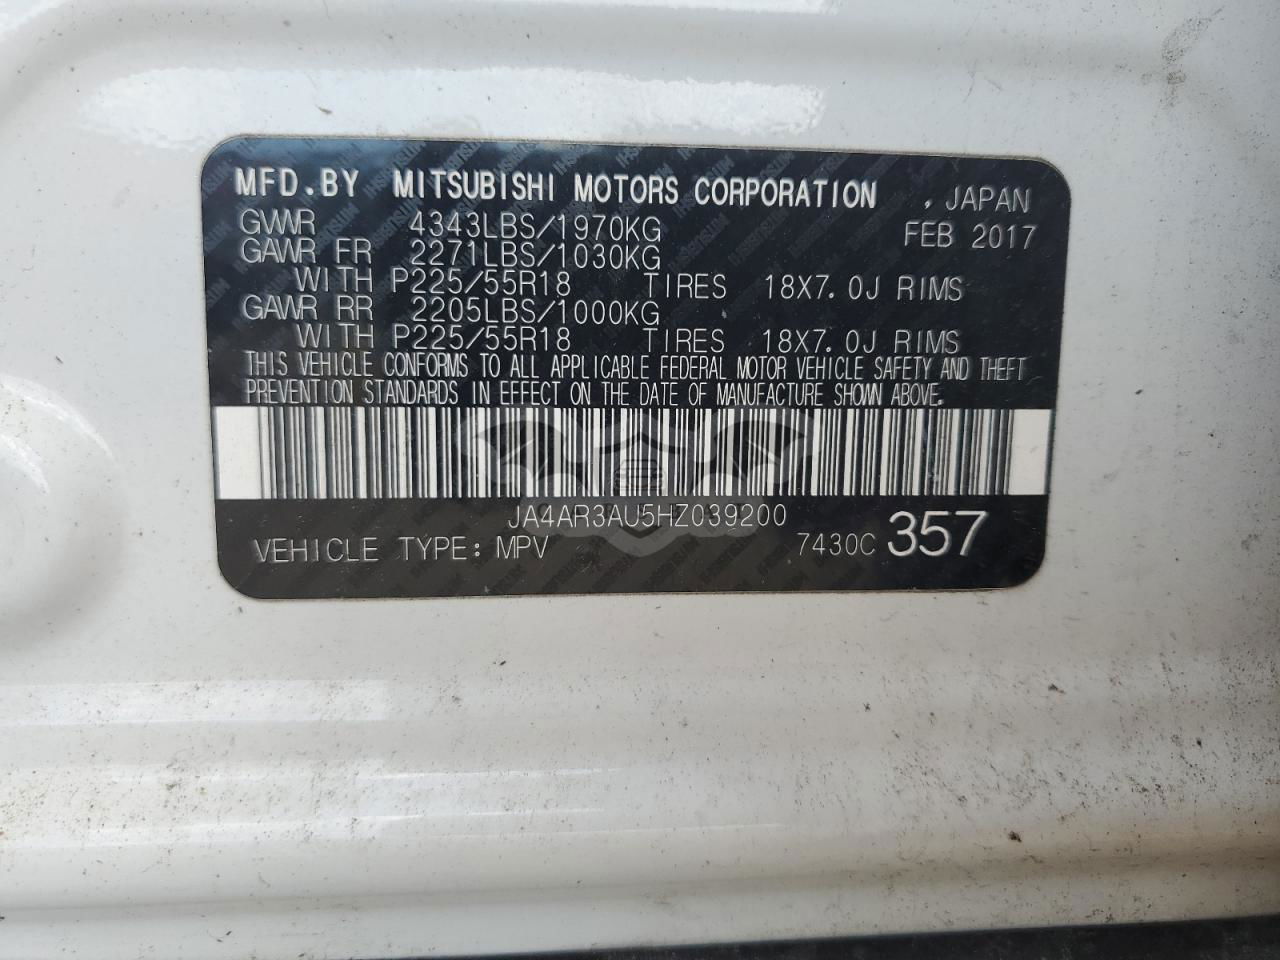 MFD.BY MITSUBISHI MOTORS CORPORATION , JAPAN
GVWR 4343LBS/1970KG FEB 2017
GAWR FR 2271LBS/1030KG
WITH P225/55R18 TIRES 18X7.0J RIMS
GAWR RR 2205LBS/1000KG
WITH P225/55R18 TIRES 18X7.0J RIMS
THIS VEHICLE CONFORMS TO ALL APPLICABLE FEDERAL MOTOR VEHICLE SAFETY AND THEFT
PREVENTION STANDARDS IN EFFECT ON THE DATE OF MANUFACTURE SHOWN ABOVE.
JA4AR3AU5HZ039200
VEHICLE TYPE: MPV 7430C 357